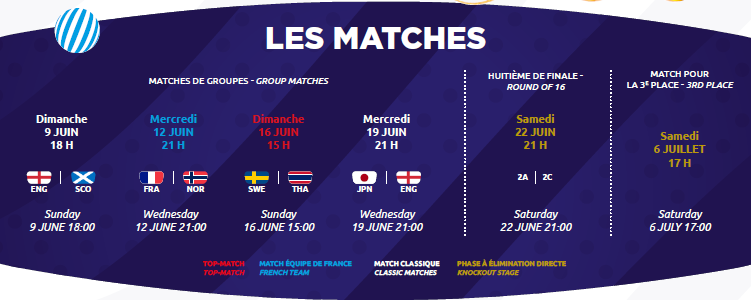 LES MATCHES
MATCHES DE GROUPES - GROUP MATCHES
HUITIÈME DE FINALE -
ROUND OF 16
MATCH POUR
LA 3E PLACE - 3RD PLACE
Dimanche
9 JUIN
18 H
ENG SCO
Sunday
9 JUNE 18:00
Mercredi
12 JUIN
21 H
FRA NOR
Wednesday
12 JUNE 21:00
Dimanche
16 JUIN
15 H
SWE THA
Sunday
16 JUNE 15:00
Mercredi
19 JUIN
21 H
JPN ENG
Wednesday
19 JUNE 21:00
Samedi
22 JUIN
21 H
2A 2C
Saturday
22 JUNE 21:00
Samedi
6 JUILLET
17 H
Saturday
6 JULY 17:00
TOP-MATCH
TOP-MATCH
MATCH ÉQUIPE DE FRANCE
FRENCH TEAM
MATCH CLASSIQUE
CLASSIC MATCHES
PHASE À ÉLIMINATION DIRECTE
KNOCKOUT STAGE